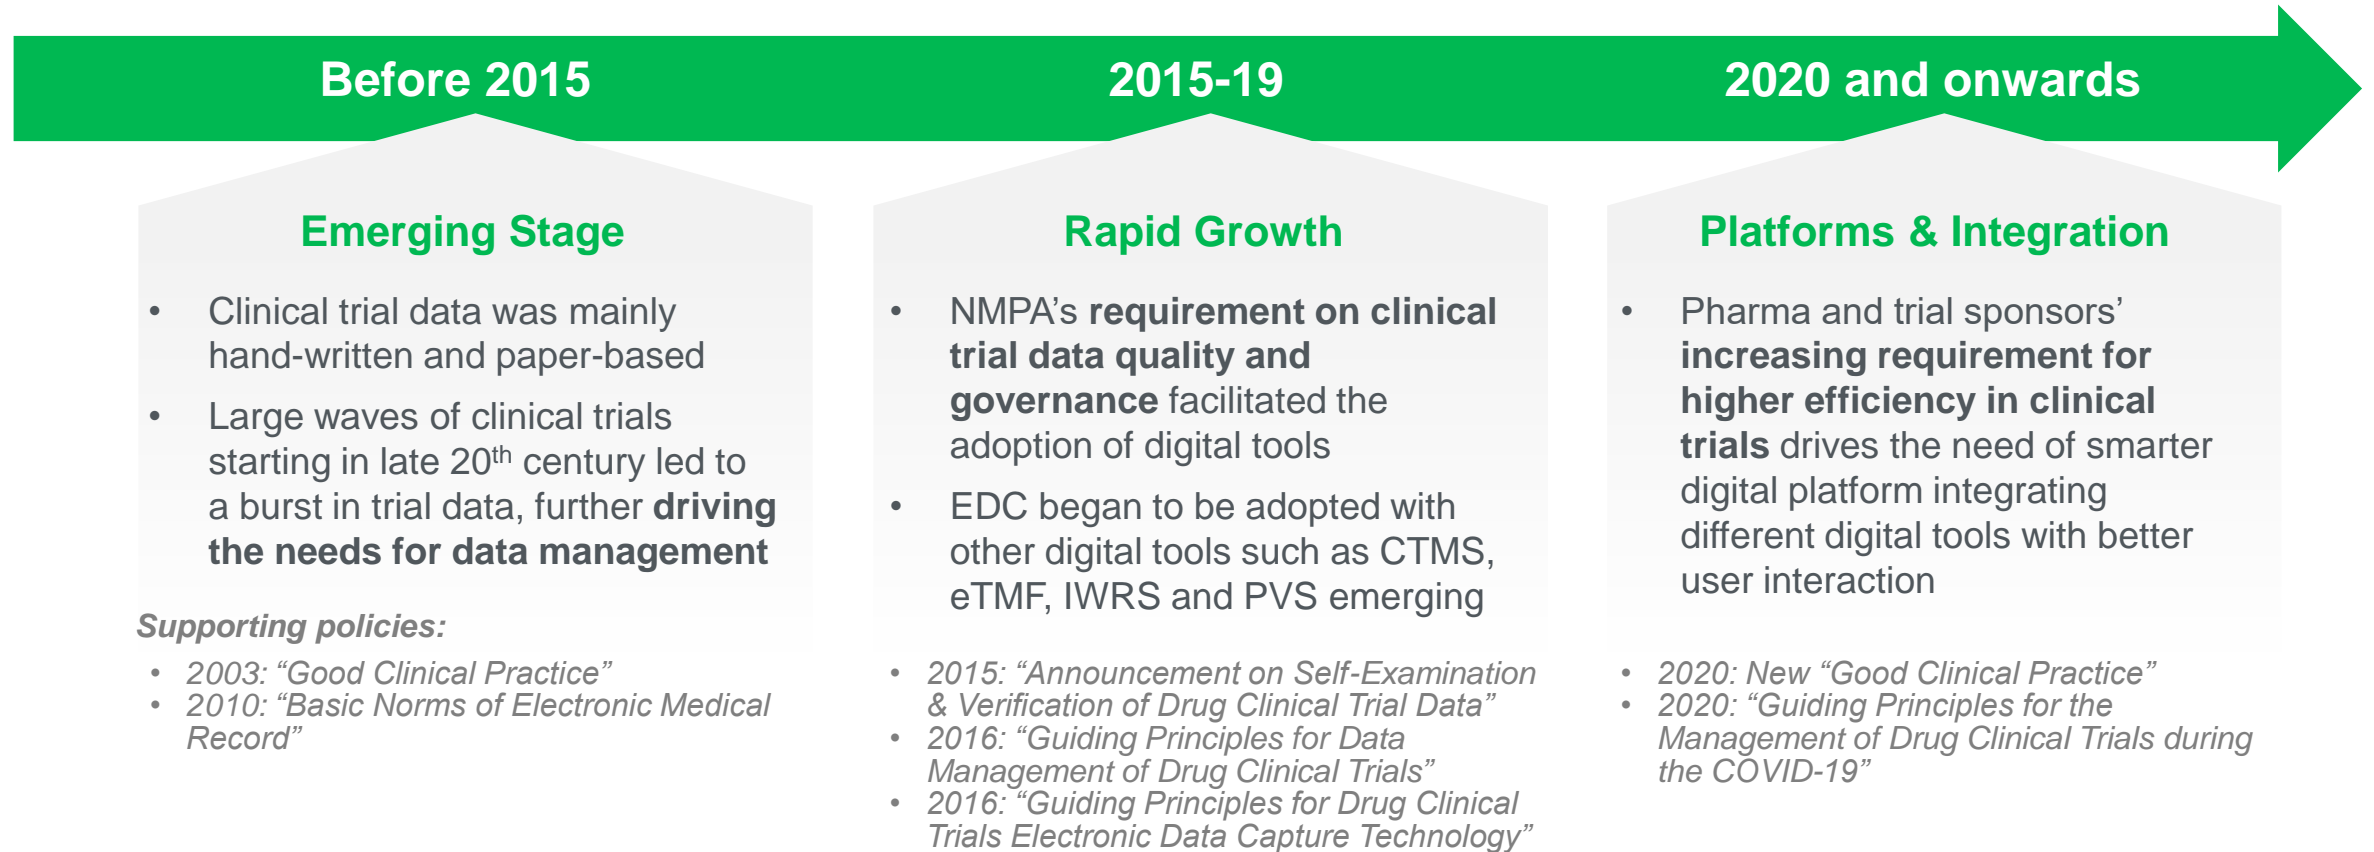 Before 2015
2015-19
2020 and onwards
Emerging Stage
• Clinical trial data was mainly
hand-written and paper-based
• Large waves of clinical trials
starting in late 20th century led to
a burst in trial data, further driving
the needs for data management
Supporting policies:
• 2003: “Good Clinical Practice”
• 2010: “Basic Norms of Electronic Medical
Record”
Rapid Growth
• NMPA’s requirement on clinical
trial data quality and
governance facilitated the
adoption of digital tools
• EDC began to be adopted with
other digital tools such as CTMS,
eTMF, IWRS and PVS emerging
• 2015: “Announcement on Self-Examination
& Verification of Drug Clinical Trial Data”
• 2016: “Guiding Principles for Data
Management of Drug Clinical Trials”
• 2016: “Guiding Principles for Drug Clinical
Trials Electronic Data Capture Technology”
Platforms & Integration
• Pharma and trial sponsors’
increasing requirement for
higher efficiency in clinical
trials drives the need of smarter
digital platform integrating
different digital tools with better
user interaction
• 2020: New “Good Clinical Practice”
• 2020: “Guiding Principles for the
Management of Drug Clinical Trials during
the COVID-19”